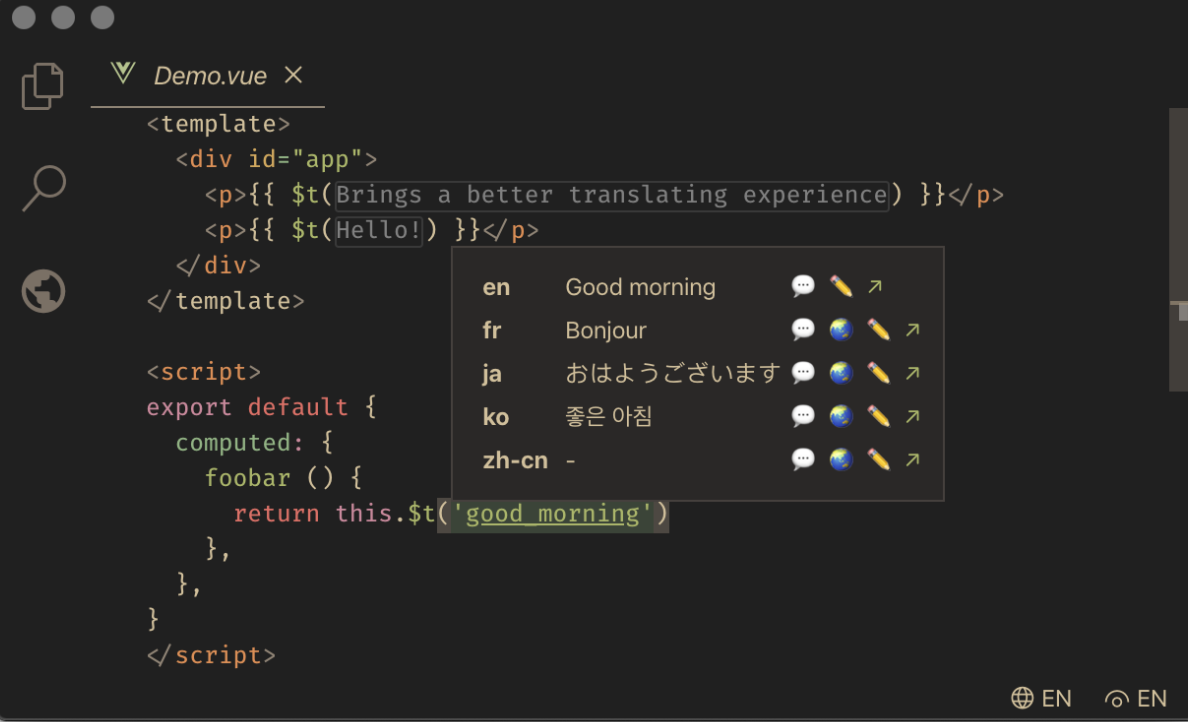 Demo.vue
<template>
<div id="app">
<p>{{ $t(Brings a better translating experience) }}</p>
<p>{{ $t(Hello!) }}</p>
</div>
</template>
en Good morning
fr Bonjour
ja おはようございます
ko 좋은 아침
zh-cn -
<script>
export default {
computed: {
foobar () {
return this.$t('good_morning')
},
},
}
</script>
EN EN